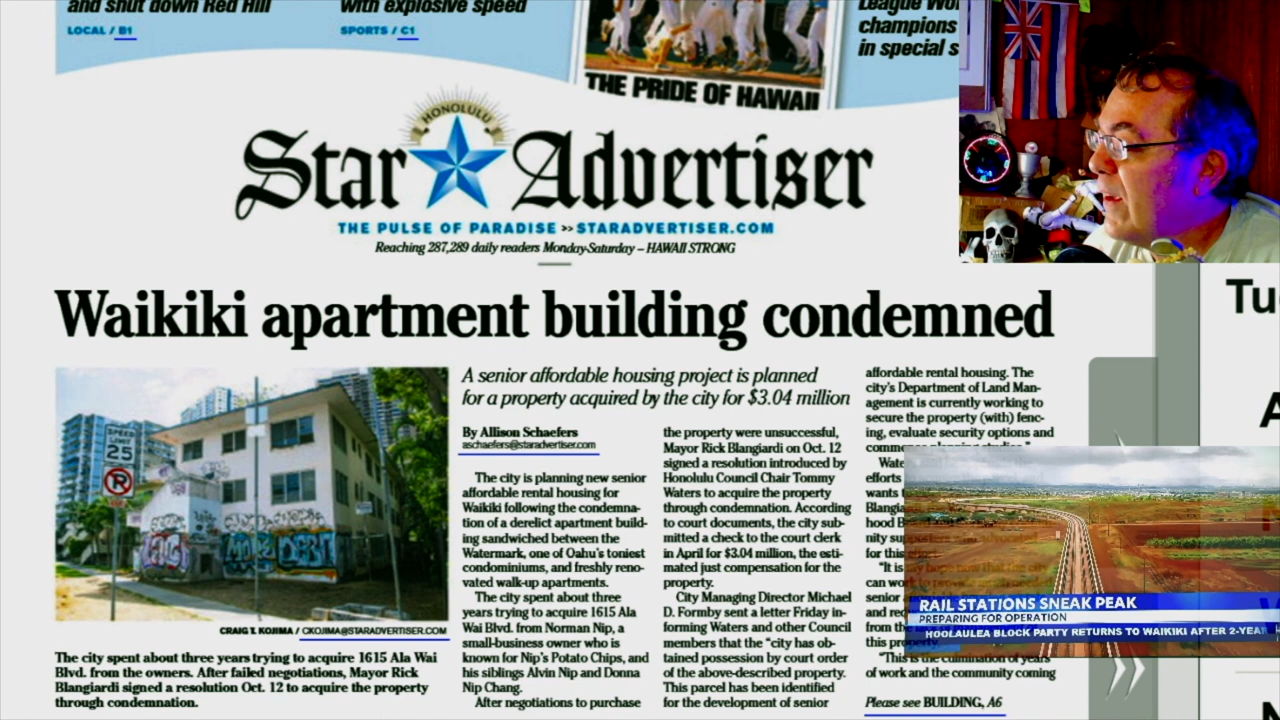 and shut down Red Hill
LOCAL / B1
with explosive speed
SPORTS / C1
THE PRIDE OF HAWAII
champions
in special s
HONOLULU
Star Advertiser
THE PULSE OF PARADISE >> STARADVERTISER.COM
Reaching 287,289 daily readers Monday-Saturday – HAWAII STRONG
Waikiki apartment building condemned
SPEED
LIMIT
25
CRAIG T. KOJIMA / CKOJIMA@STARADVERTISER.COM
The city spent about three years trying to acquire 1615 Ala Wai
Blvd. from the owners. After failed negotiations, Mayor Rick
Blangiardi signed a resolution Oct. 12 to acquire the property
through condemnation.
A senior affordable housing project is planned
for a property acquired by the city for $3.04 million
By Allison Schaefers
aschaefers@staradvertiser.com
The city is planning new senior
affordable rental housing for
Waikiki following the condemna-
tion of a derelict apartment build-
ing sandwiched between the
Watermark, one of Oahu's toniest
condominiums, and freshly reno-
vated walk-up apartments.
The city spent about three
years trying to acquire 1615 Ala
Wai Blvd. from Norman Nip, a
small-business owner who is
known for Nip's Potato Chips, and
his siblings Alvin Nip and Donna
Nip Chang.
After negotiations to purchase
the property were unsuccessful,
Mayor Rick Blangiardi on Oct. 12
signed a resolution introduced by
Honolulu Council Chair Tommy
Waters to acquire the property
through condemnation. According
to court documents, the city sub-
mitted a check to the court clerk
in April for $3.04 million, the esti-
mated just compensation for the
property.
City Managing Director Michael
D. Formby sent a letter Friday in-
forming Waters and other Council
members that the "city has ob-
tained possession by court order
of the above-described property.
This parcel has been identified
for the development of senior
affordable rental housing. The
city's Department of Land Man-
agement is currently working to
secure the property (with) fenc-
ing, evaluate security options and
Wate
efforts
wants t
Blangia
hood B
nity sup
for this
"It is
can work
senior a
and red
from the
this property
"This is the culmination of years
of work and the community coming
Please see BUILDING, A6
Tu
A
RAIL STATIONS SNEAK PEAK
PREPARING FOR OPERATION
HOOLAULEA BLOCK PARTY RETURNS TO WAIKIKI AFTER 2-YEA